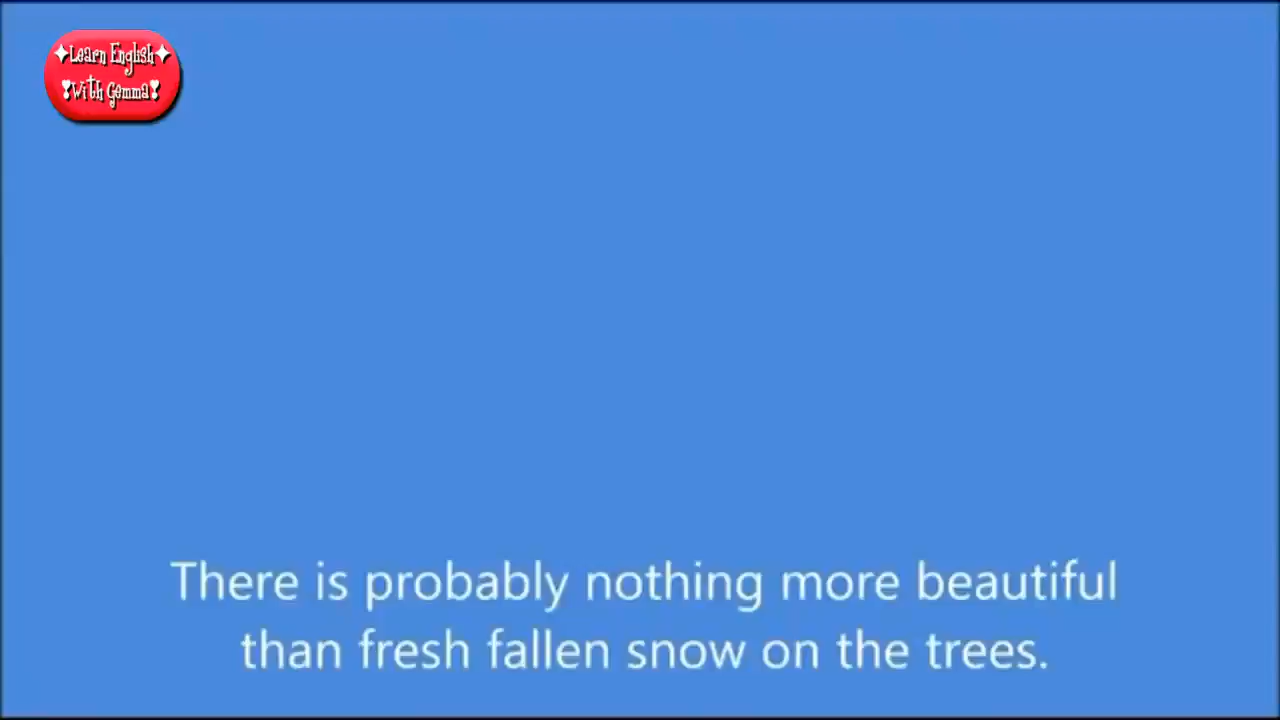 Learn English
With Gemma
There is probably nothing more beautiful
than fresh fallen snow on the trees.